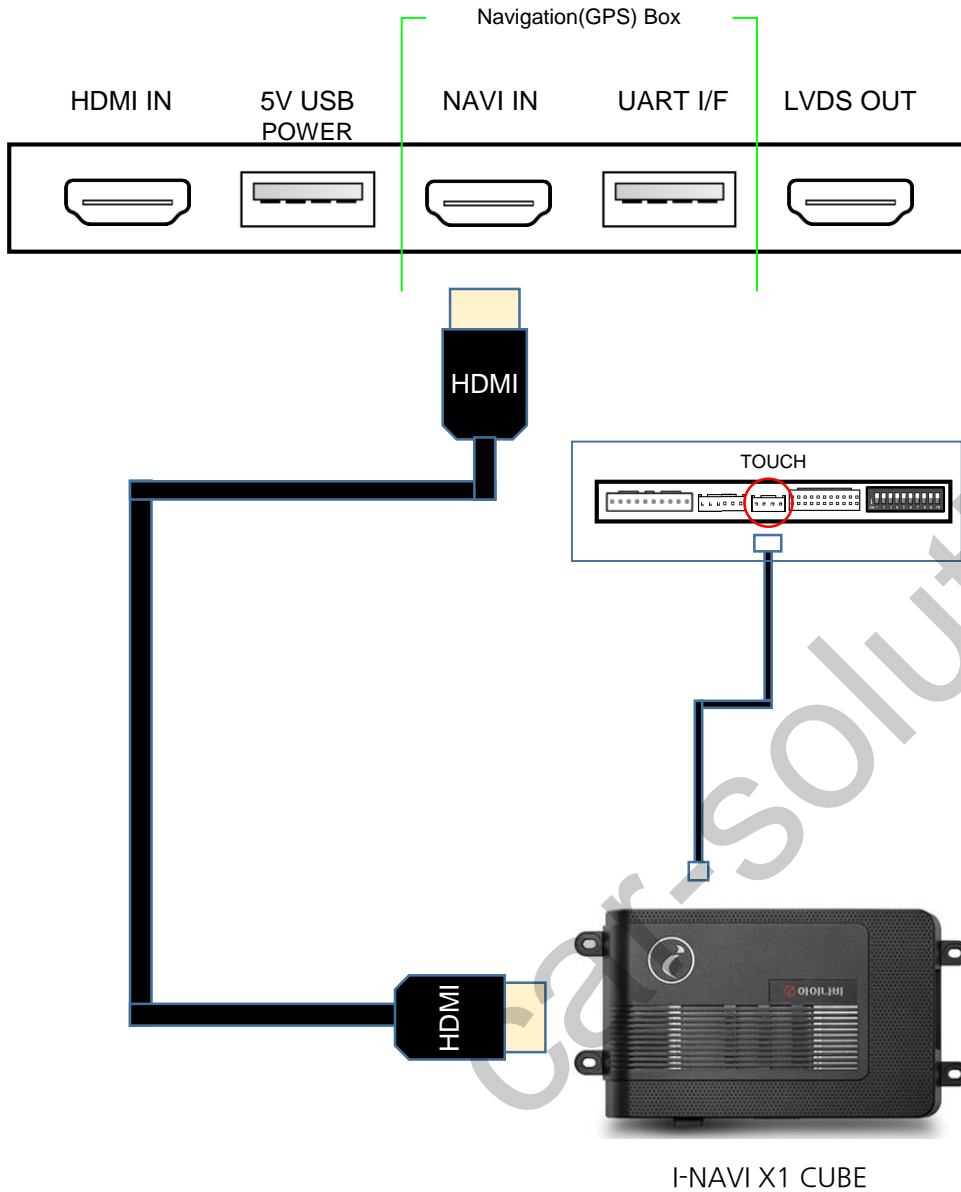 Navigation(GPS) Box
HDMI IN
5V USB
POWER
NAVI IN
UART I/F
LVDS OUT
HDMI
TOUCH
HDMI
아이나비
I-NAVI X1 CUBE
car-solut